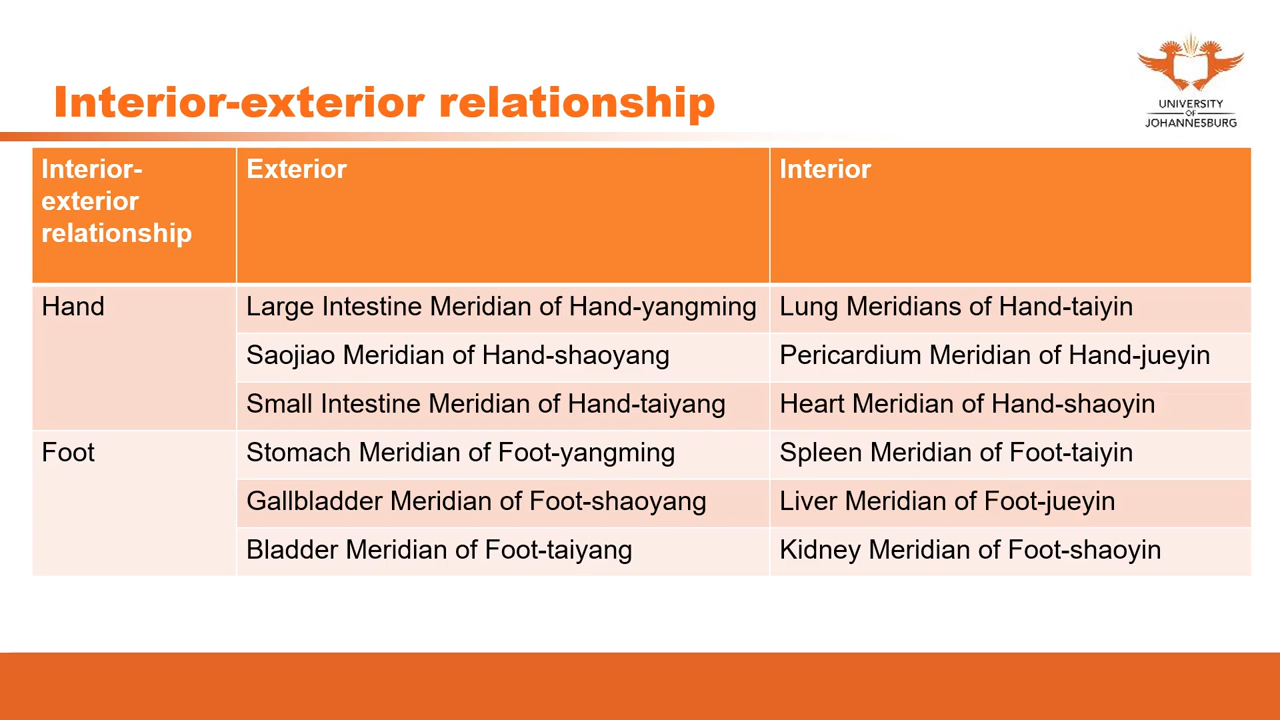 Interior-exterior relationship
UNIVERSITY
OF
JOHANNESBURG
Interior-
exterior
relationship
Exterior
Interior
Hand
Large Intestine Meridian of Hand-yangming
Lung Meridians of Hand-taiyin
Saojiao Meridian of Hand-shaoyang
Pericardium Meridian of Hand-jueyin
Small Intestine Meridian of Hand-taiyang
Heart Meridian of Hand-shaoyin
Foot
Stomach Meridian of Foot-yangming
Spleen Meridian of Foot-taiyin
Gallbladder Meridian of Foot-shaoyang
Liver Meridian of Foot-jueyin
Bladder Meridian of Foot-taiyang
Kidney Meridian of Foot-shaoyin